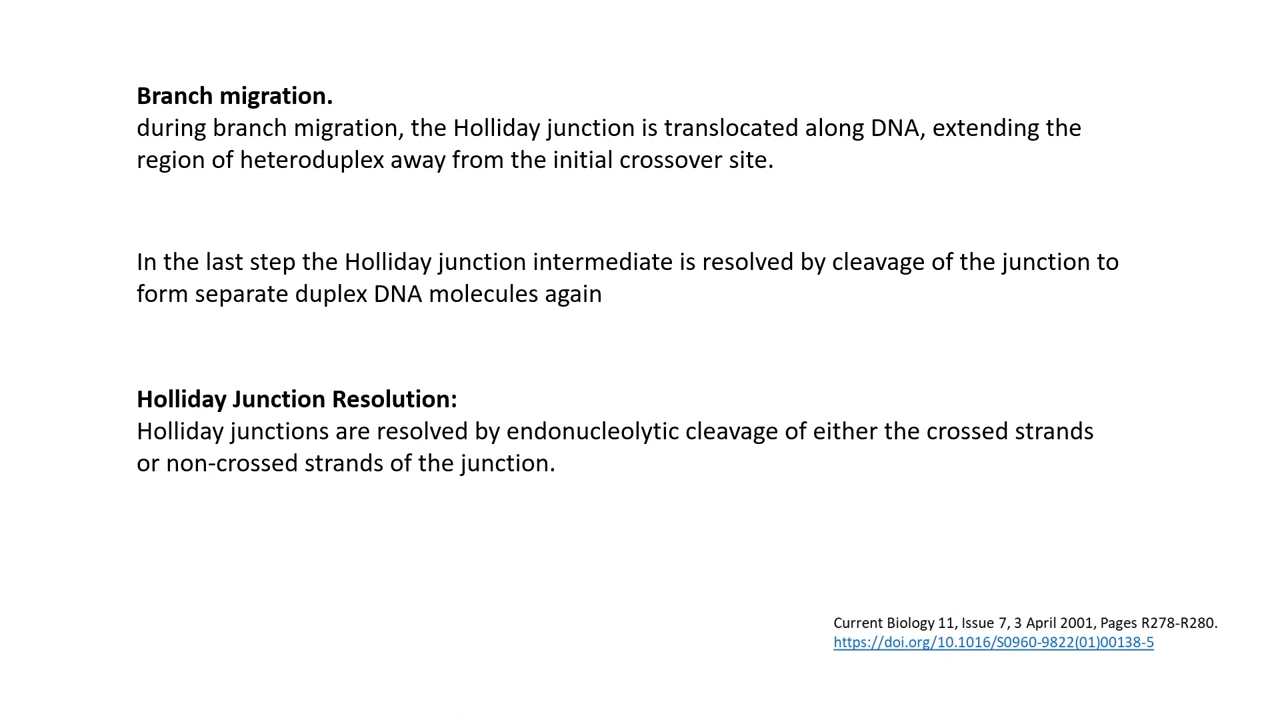 Branch migration.
during branch migration, the Holliday junction is translocated along DNA, extending the
region of heteroduplex away from the initial crossover site.
In the last step the Holliday junction intermediate is resolved by cleavage of the junction to
form separate duplex DNA molecules again
Holliday Junction Resolution:
Holliday junctions are resolved by endonucleolytic cleavage of either the crossed strands
or non-crossed strands of the junction.
Current Biology 11, Issue 7, 3 April 2001, Pages R278-R280.
https://doi.org/10.1016/S0960-9822(01)00138-5